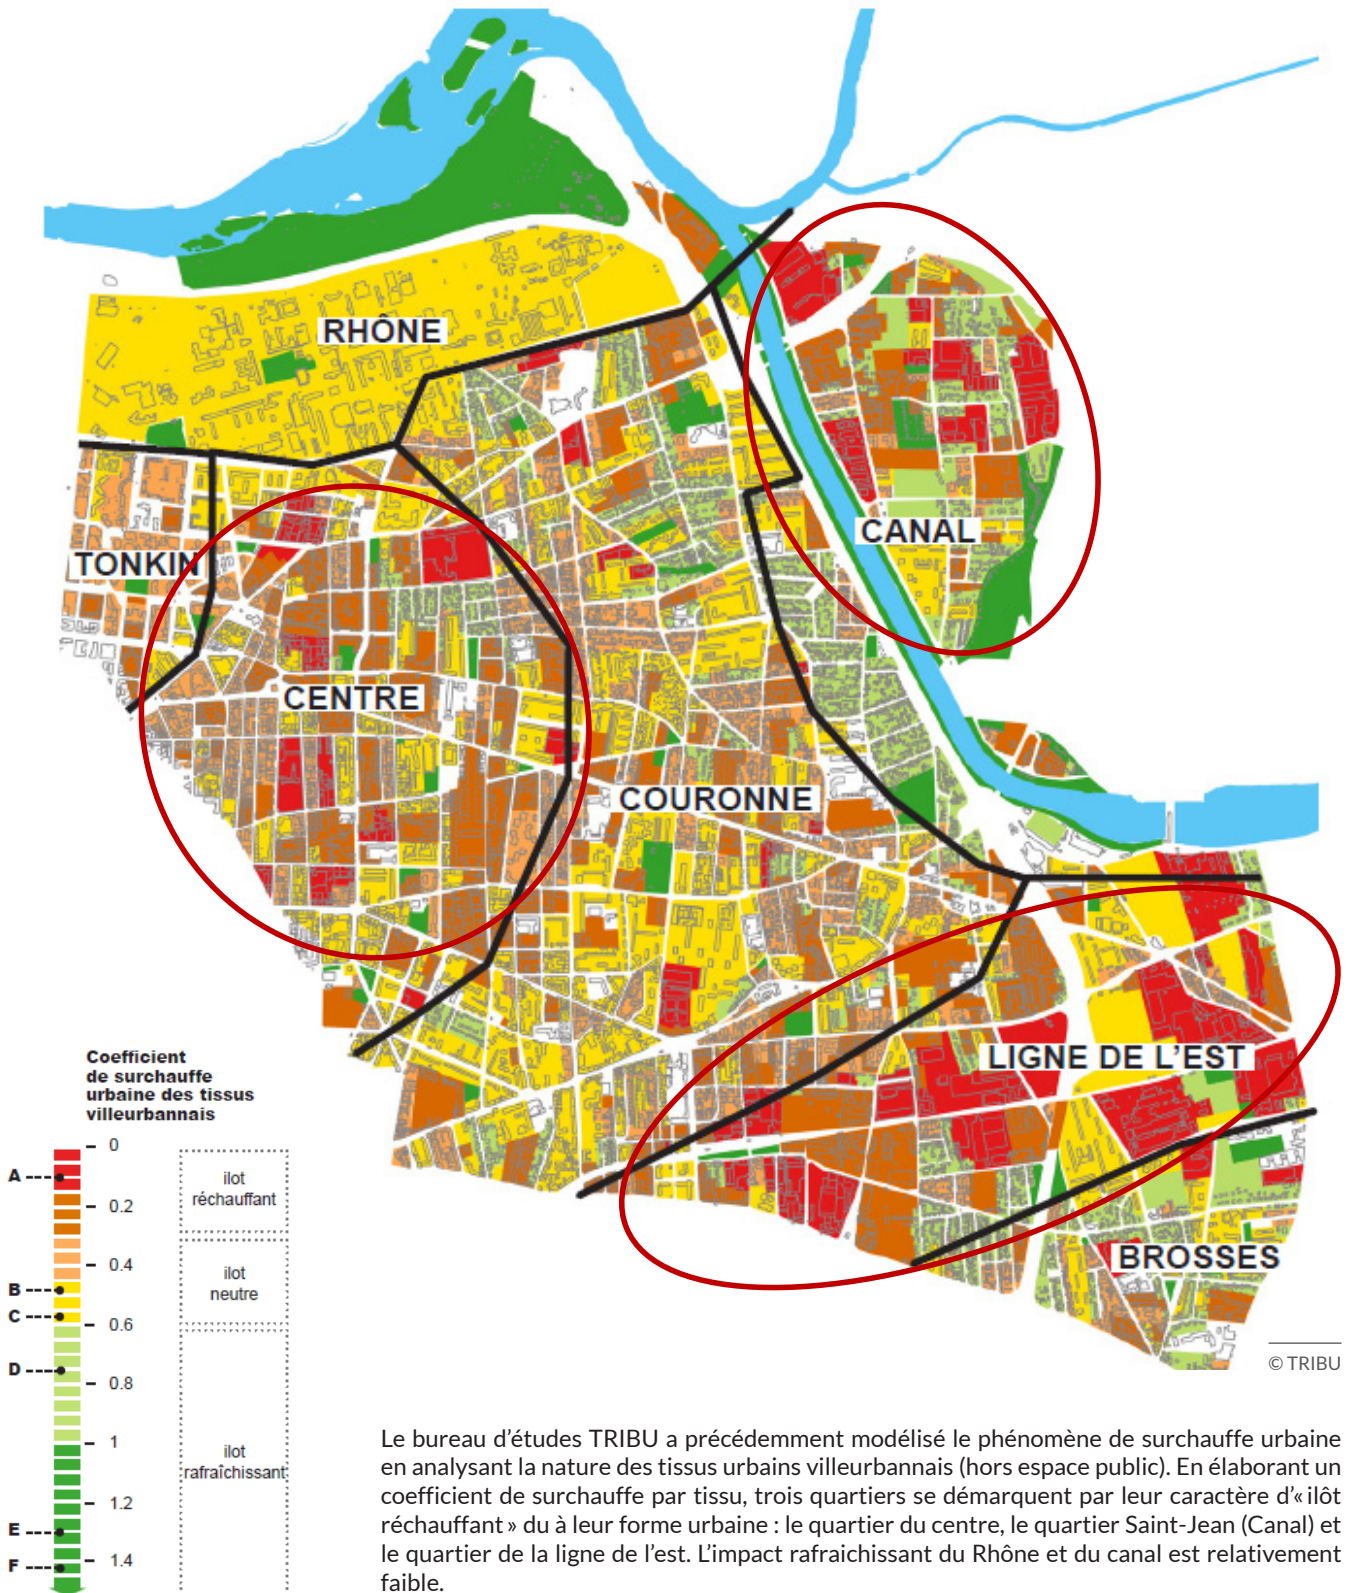 RHÔNE
TONKIN
CANAL
CENTRE
COURONNE
LIGNE DE L'EST
BROSSES
© TRIBU
Coefficient
de surchauffe
urbaine des tissus
villeurbannais
0
A
0.2
0.4
B
C
0.6
D
0.8
1
1.2
E
F
1.4
ilot
réchauffant
ilot
neutre
ilot
rafraîchissant
Le bureau d'études TRIBU a précédemment modélisé le phénomène de surchauffe urbaine
en analysant la nature des tissus urbains villeurbannais (hors espace public). En élaborant un
coefficient de surchauffe par tissu, trois quartiers se démarquent par leur caractère d'« ilôt
réchauffant » du à leur forme urbaine : le quartier du centre, le quartier Saint-Jean (Canal) et
le quartier de la ligne de l'est. L'impact rafraichissant du Rhône et du canal est relativement
faible.